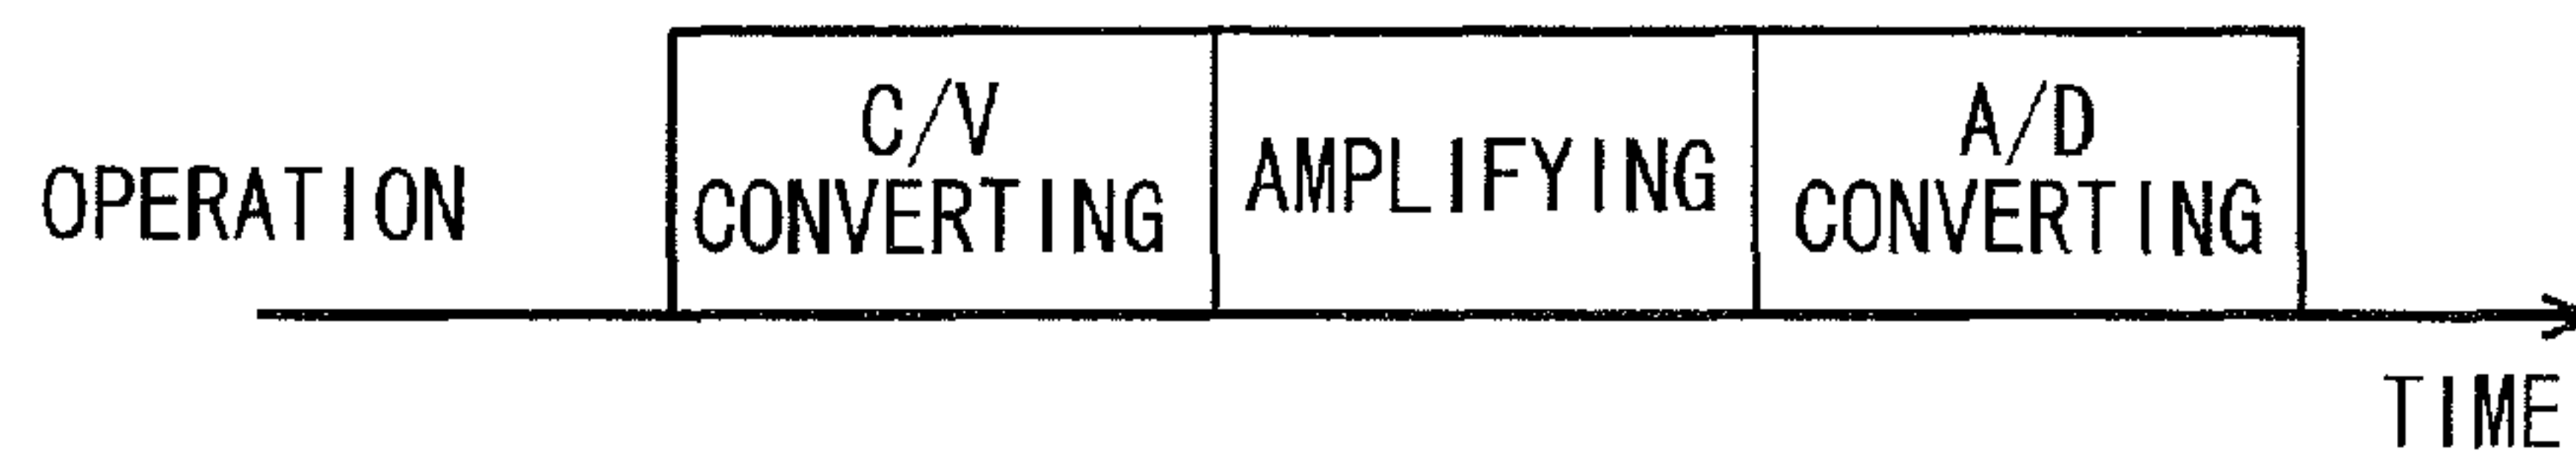 OPERATION
C/V
CONVERTING
AMPLIFYING
A/D
CONVERTING
TIME